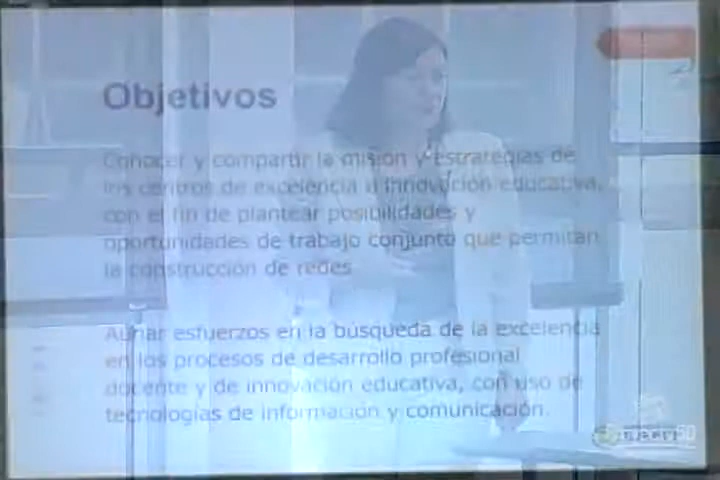 Objetivos
Conocer y compartir la misión y estrategias de
los centros de excelencia e innovación educativa,
con el fin de plantear posibilidades y
oportunidades de trabajo conjunto que permitan
la construcción de redes
Aunar esfuerzos en la búsqueda de la excelencia
en los procesos de desarrollo profesional
docente y de innovación educativa, con uso de
tecnologías de información y comunicación.